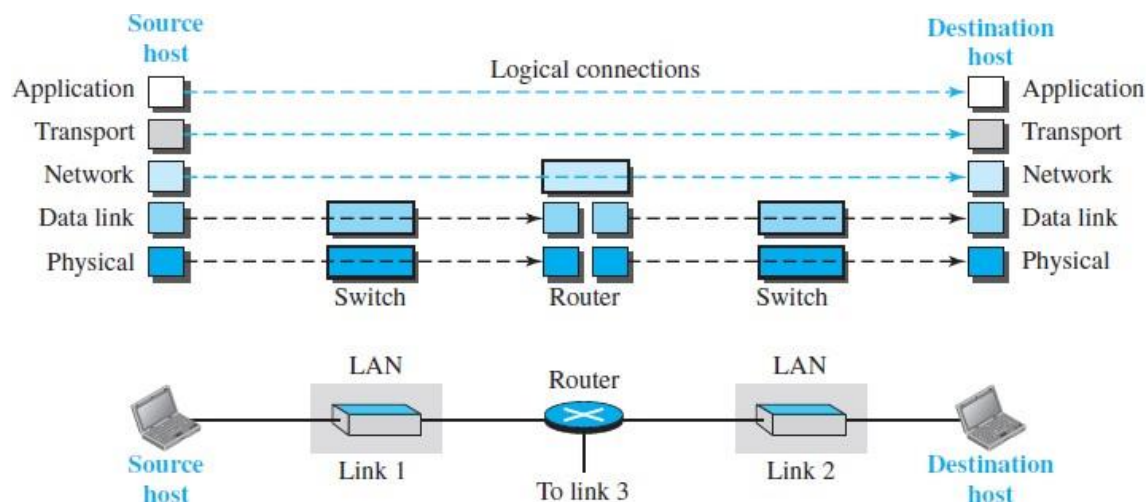 Source host
Destination host
Logical connections
Application Application
Transport Transport
Network Network
Data link Data link
Physical Physical
Switch Router Switch
LAN Router LAN
Source host
Link 1
To link 3
Link 2
Destination host